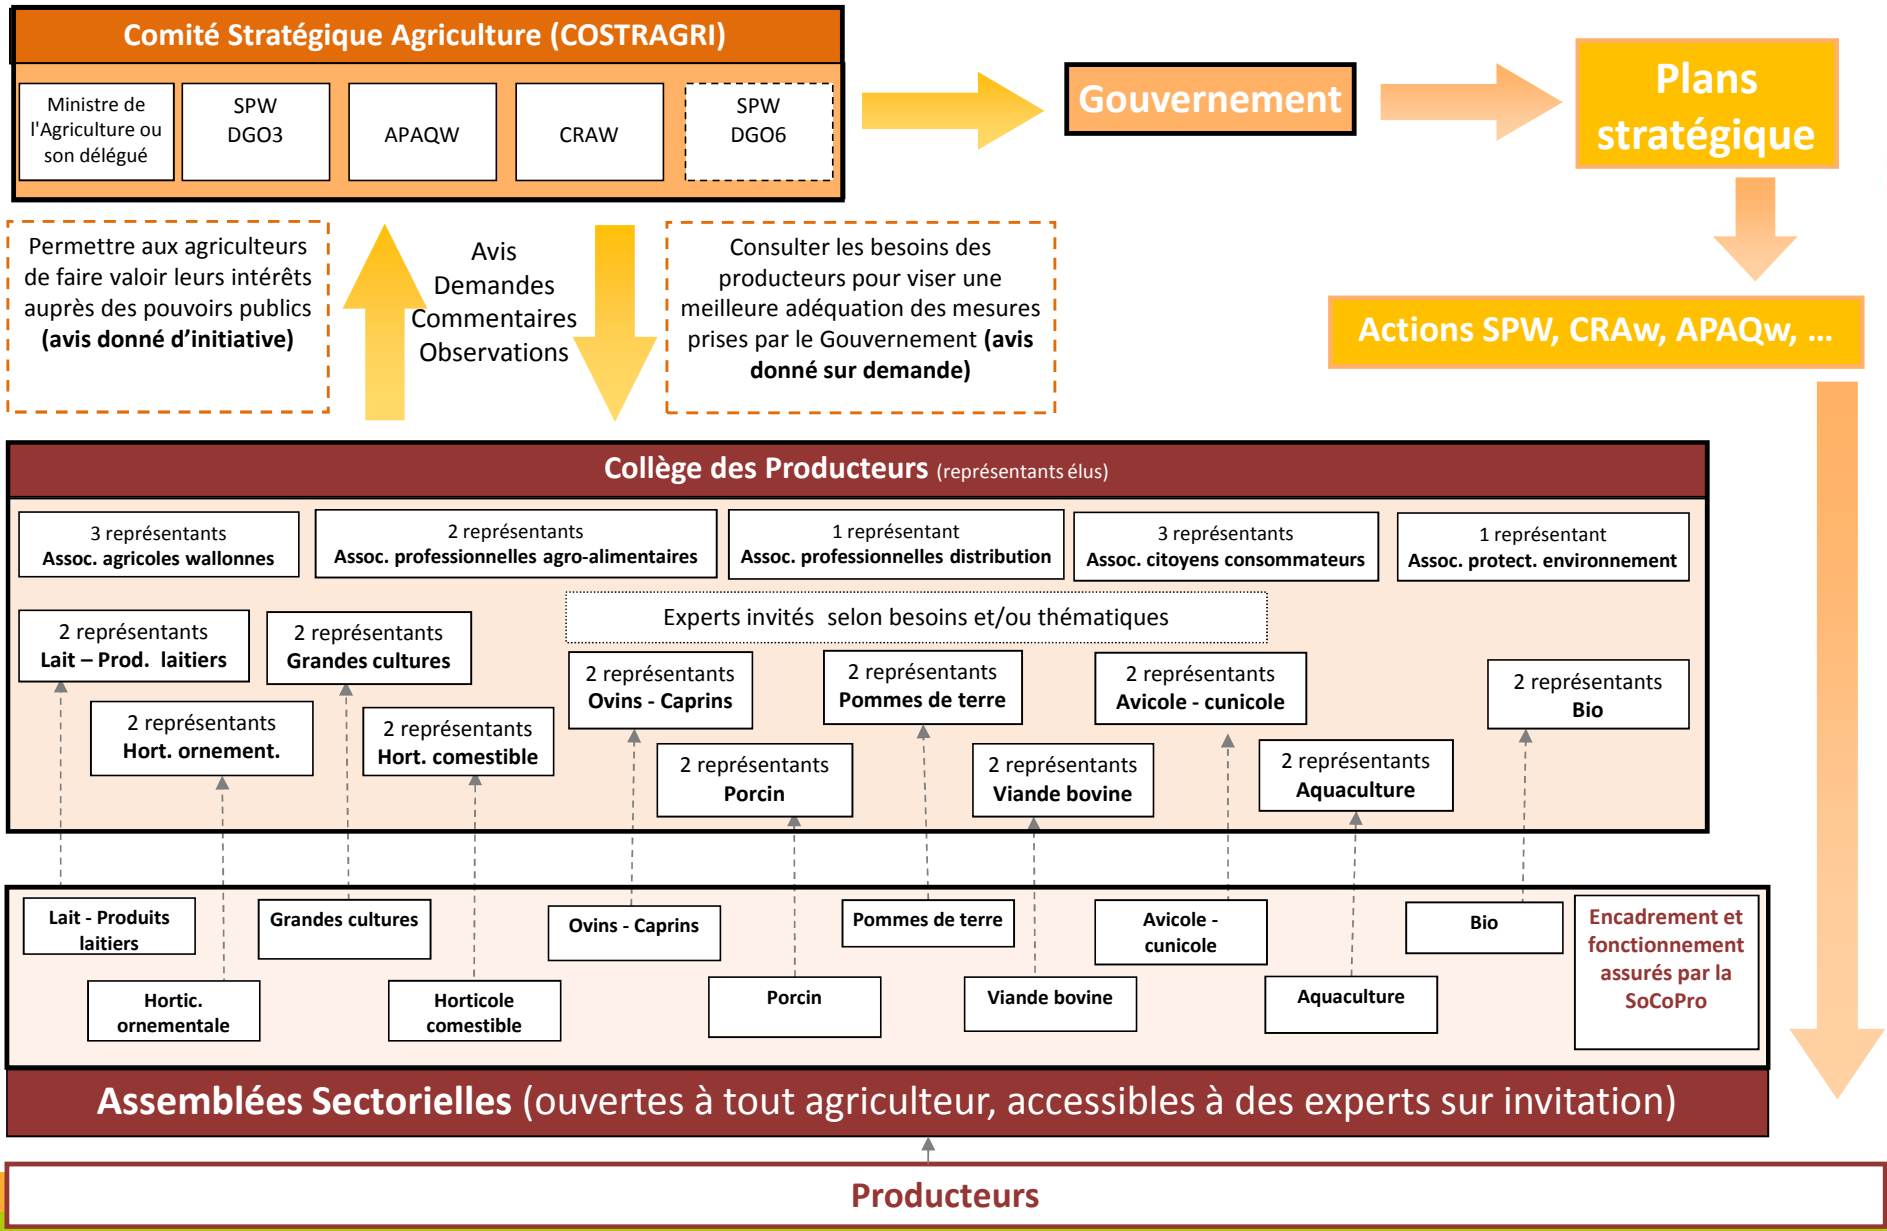 Comité Stratégique Agriculture (COSTRAGRI)
Ministre de
l'Agriculture ou
son délégué
SPW
DGO3
APAQW
CRAW
SPW
DGO6
Gouvernement
Plans
stratégique
Permettre aux agriculteurs
de faire valoir leurs intérêts
auprès des pouvoirs publics
(avis donné d’initiative)
Avis
Demandes
Commentaires
Observations
Consulter les besoins des
producteurs pour viser une
meilleure adéquation des mesures
prises par le Gouvernement (avis
donné sur demande)
Actions SPW, CRAw, APAQw, ...
Collège des Producteurs (représentants élus)
3 représentants
Assoc. agricoles wallonnes
2 représentants
Assoc. professionnelles agro-alimentaires
1 représentant
Assoc. professionnelles distribution
3 représentants
Assoc. citoyens consommateurs
1 représentant
Assoc. protect. environnement
Experts invités selon besoins et/ou thématiques
2 représentants
Lait – Prod. laitiers
2 représentants
Grandes cultures
2 représentants
Ovins - Caprins
2 représentants
Pommes de terre
2 représentants
Avicole - cunicole
2 représentants
Bio
2 représentants
Hort. ornement.
2 représentants
Hort. comestible
2 représentants
Porcin
2 représentants
Viande bovine
2 représentants
Aquaculture
Lait - Produits
laitiers
Grandes cultures
Ovins - Caprins
Pommes de terre
Avicole -
cunicole
Bio
Encadrement et
fonctionnement
assurés par la
SoCoPro
Hortic.
ornementale
Horticole
comestible
Porcin
Viande bovine
Aquaculture
Assemblées Sectorielles (ouvertes à tout agriculteur, accessibles à des experts sur invitation)
Producteurs